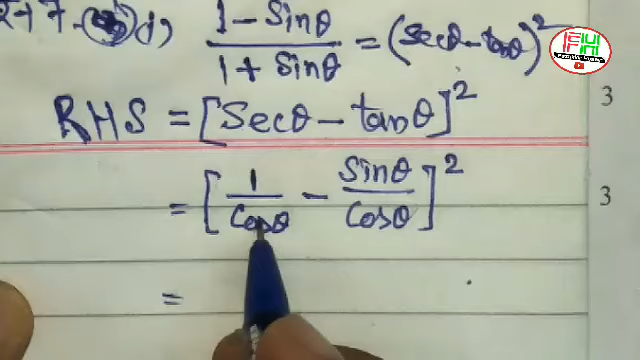 (i) (1 - Sinθ)/(1 + Sinθ) = (Secθ - tanθ)²
RHS = [Secθ - tanθ]²
= [1/Cosθ - Sinθ/Cosθ]²
=
3
3